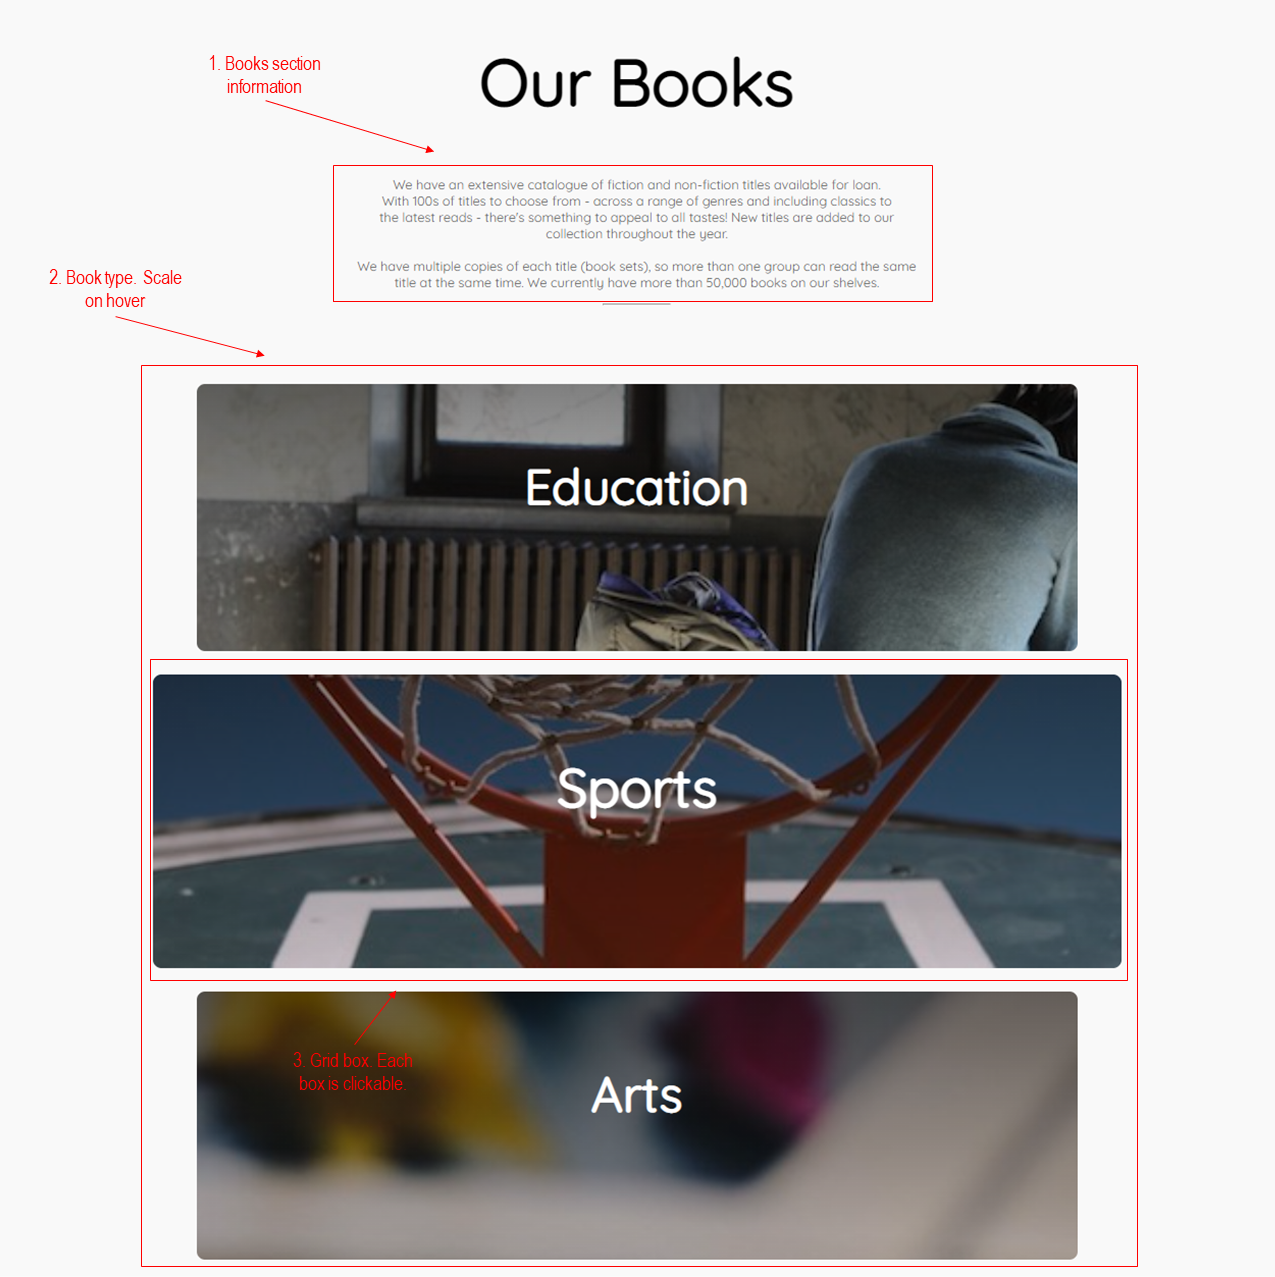 1. Books section
information
Our Books
We have an extensive catalogue of fiction and non-fiction titles available for loan.
With 100s of titles to choose from - across a range of genres and including classics to
the latest reads - there's something to appeal to all tastes! New titles are added to our
collection throughout the year.
We have multiple copies of each title (book sets), so more than one group can read the same
title at the same time. We currently have more than 50,000 books on our shelves.
2. Book type. Scale
on hover
Education
Sports
3. Grid box. Each
box is clickable.
Arts